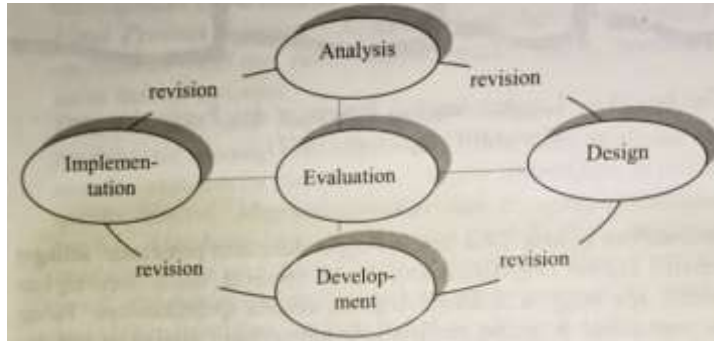 Analysis
revision
revision
Implemen-
tation
Evaluation
Design
revision
Develop-
ment
revision